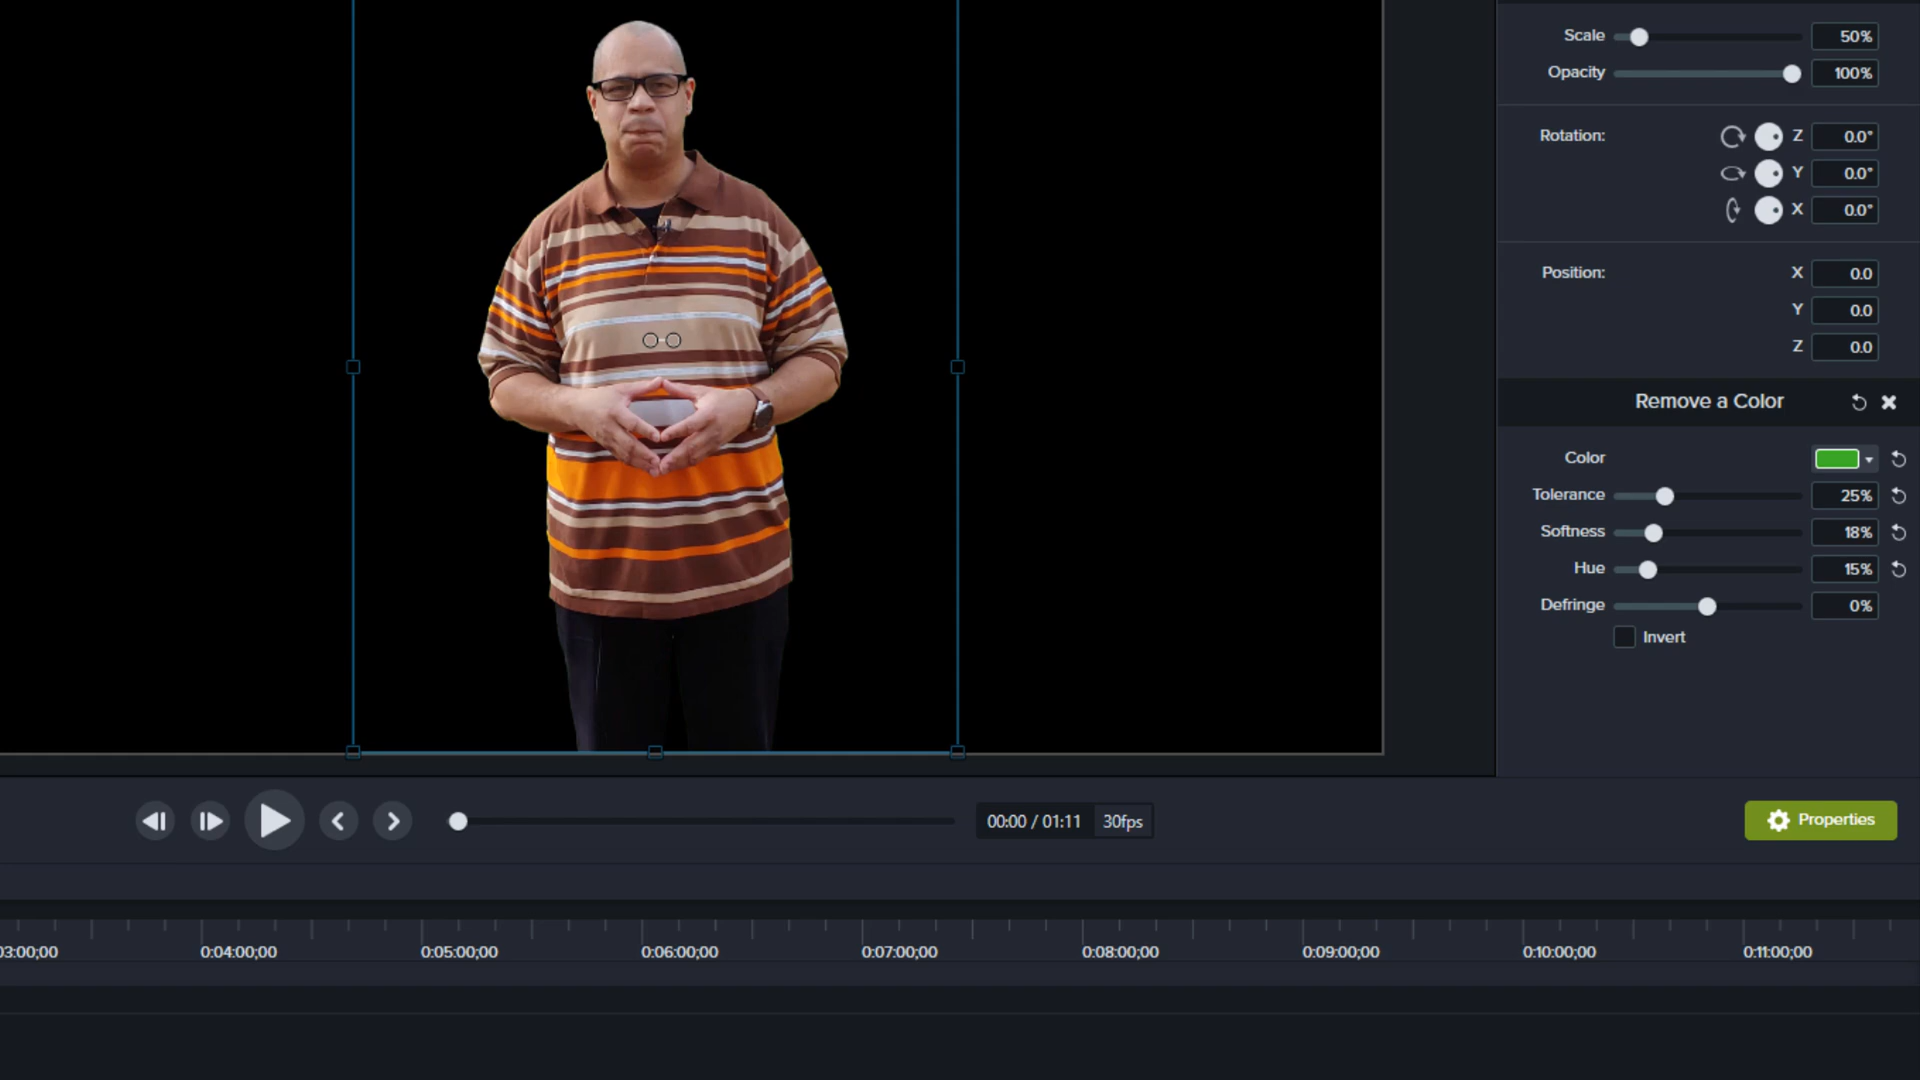 Scale 50%
Opacity 100%
Rotation: Z 0.0°
Y 0.0°
X 0.0°
Position: X 0.0
Y 0.0
Z 0.0
Remove a Color
Color
Tolerance 25%
Softness 18%
Hue 15%
Defringe 0%
Invert
00:00 / 01:11 30fps
Properties
03:00;00 0:04:00;00 0:05:00;00 0:06:00;00 0:07:00;00 0:08:00;00 0:09:00;00 0:10:00;00 0:11:00;00